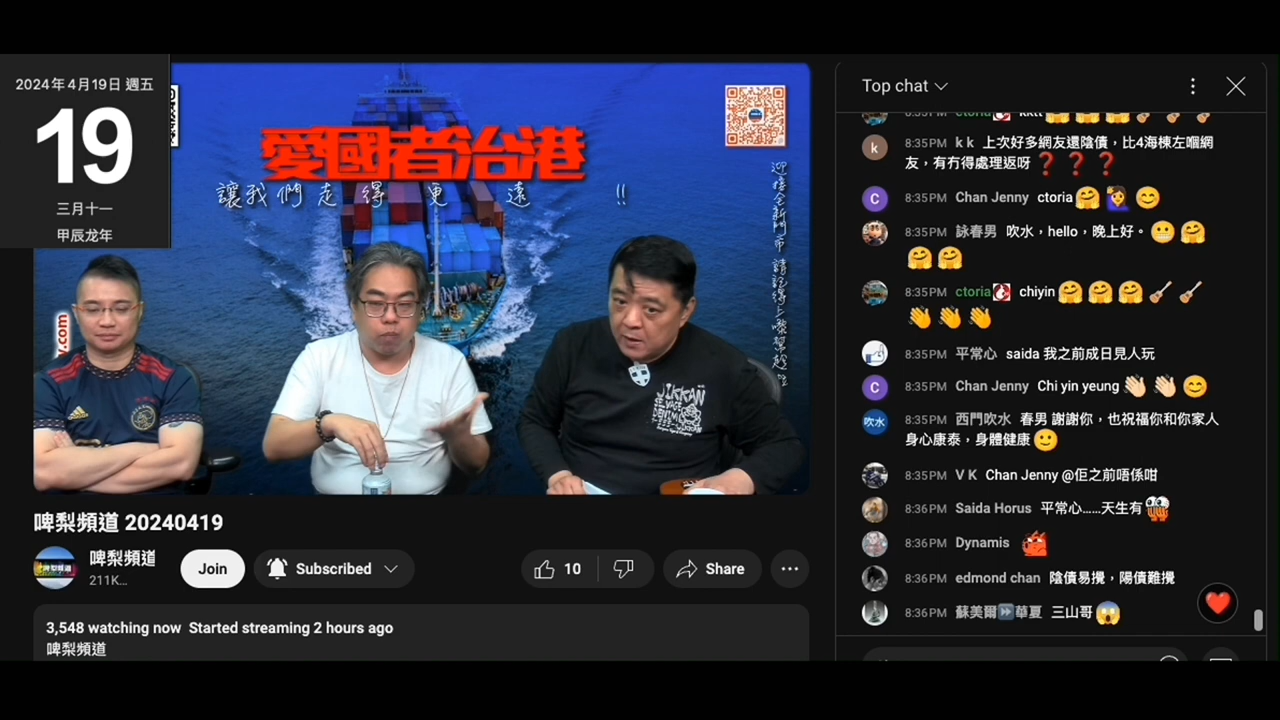 2024年4月19日 週五
19
三月十一
甲辰龙年
愛國者治港
讓我們走得更遠!!
y.com
啤梨頻道 20240419
啤梨頻道
211K...
Join
Subscribed
10
Share
3,548 watching now Started streaming 2 hours ago
啤梨頻道
Top chat
8:35PM k k 上次好多網友還陰債，比4海棟左嗰網
友，有冇得處理返呀❓❓❓
8:35PM Chan Jenny ctoria🤗🙋‍♀️😊
8:35PM 詠春男 吹水，hello，晚上好。😬🤗
🤗🤗
8:35PM ctoria chiyin🤗🤗🤗🎸🎸
👏👏👏
8:35PM 平常心 saida 我之前成日見人玩
8:35PM Chan Jenny Chi yin yeung👋🏻👋🏻😊
吹水
8:35PM 西門吹水 春男 謝謝你，也祝福你和你家人
身心康泰，身體健康🙂
8:35PM V K Chan Jenny @佢之前唔係咁
8:36PM Saida Horus 平常心......天生有
8:36PM Dynamis
8:36PM edmond chan 陰債易攪，陽債難攪
8:36PM 蘇美爾⏩華夏 三山哥😱